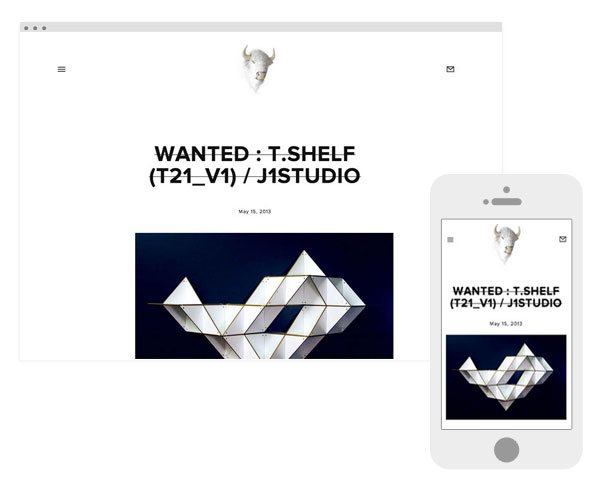 WANTED : T.SHELF
(T21_V1) / J1STUDIO
May 15, 2013
WANTED : T.SHELF
(T21_V1) / J1STUDIO
May 15, 2013